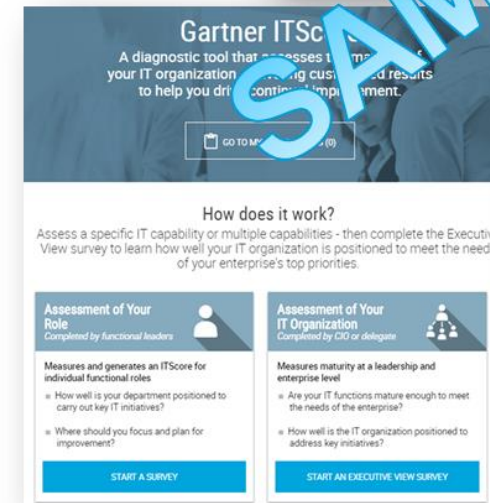 Gartner ITSc
A diagnostic tool that assesses
your IT organization
to help you
GO TO
(0)
SAM
How does it work?
Assess a specific IT capability or multiple capabilities - then complete the
View survey to learn how well your IT organization is positioned to meet the need
of your enterprise's top priorities.
Assessment of Your
Role
Completed by functional leaders
Measures and generates an ITScore for
individual functional roles
How well is your department positioned to
carry out key IT initiatives?
Where should you focus and plan for
improvement?
START A SURVEY
Assessment of Your
IT Organization
Completed by CIO or delegate
Measures maturity at a leadership and
enterprise level
Are your IT functions mature enough to meet
the needs of the enterprise?
How well is the IT organization positioned to
address key initiatives?
START AN EXECUTIVE VIEW SURVEY